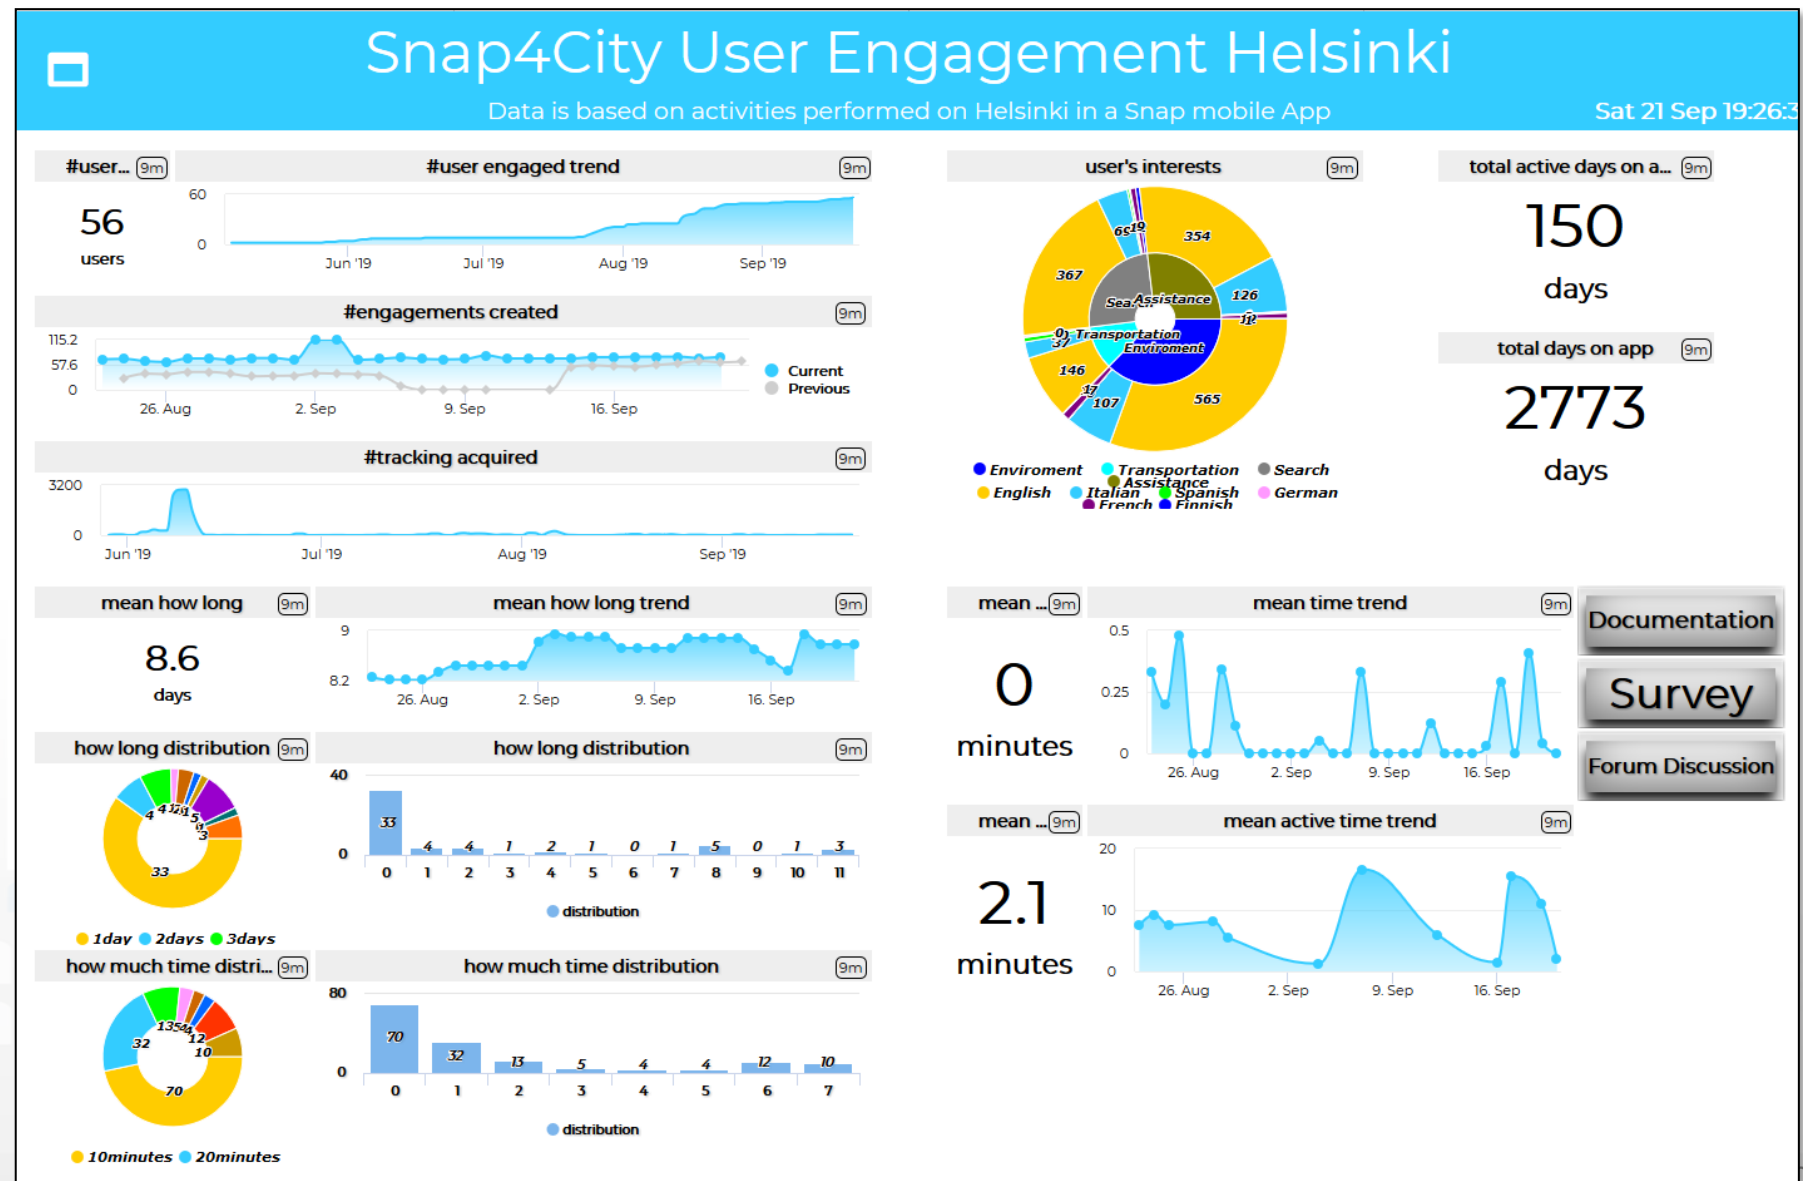 Snap4City User Engagement Helsinki
Data is based on activities performed on Helsinki in a Snap mobile App
Sat 21 Sep 19:26:3
#user... 9m
#user engaged trend 9m
56
users
60
0
Jun '19 Jul '19 Aug '19 Sep '19
#engagements created 9m
115.2
57.6
0
26. Aug 2. Sep 9. Sep 16. Sep
Current
Previous
#tracking acquired 9m
3200
0
Jun '19 Jul '19 Aug '19 Sep '19
user's interests 9m
354
126
565
107
146
37
0
367
19
Assistance
Transportation
Enviroment
Enviroment Transportation Search
Assistance
English Italian Spanish German
French Finnish
total active days on a... 9m
150
days
total days on app 9m
2773
days
mean how long 9m
8.6
days
mean how long trend 9m
9
8.2
26. Aug 2. Sep 9. Sep 16. Sep
mean ... 9m
0
minutes
mean time trend 9m
0.5
0.25
0
26. Aug 2. Sep 9. Sep 16. Sep
Documentation
Survey
Forum Discussion
how long distribution 9m
4 4 5 3
33
1day 2days 3days
how long distribution 9m
40
0
33 4 4 1 2 1 0 1 5 0 1 3
0 1 2 3 4 5 6 7 8 9 10 11
distribution
mean ... 9m
2.1
minutes
mean active time trend 9m
20
10
0
26. Aug 2. Sep 9. Sep 16. Sep
how much time distri... 9m
32
13
12
10
70
10minutes 20minutes
how much time distribution 9m
80
0
70 32 13 5 4 4 12 10
0 1 2 3 4 5 6 7
distribution